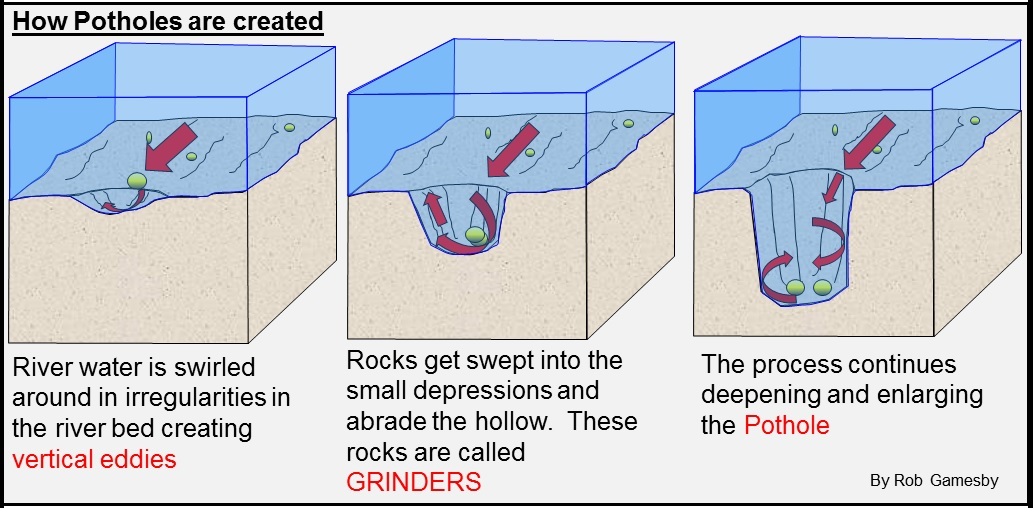 How Potholes are created
River water is swirled
around in irregularities in
the river bed creating
vertical eddies
Rocks get swept into the
small depressions and
abrade the hollow.  These
rocks are called
GRINDERS
The process continues
deepening and enlarging
the Pothole
By Rob Gamesby